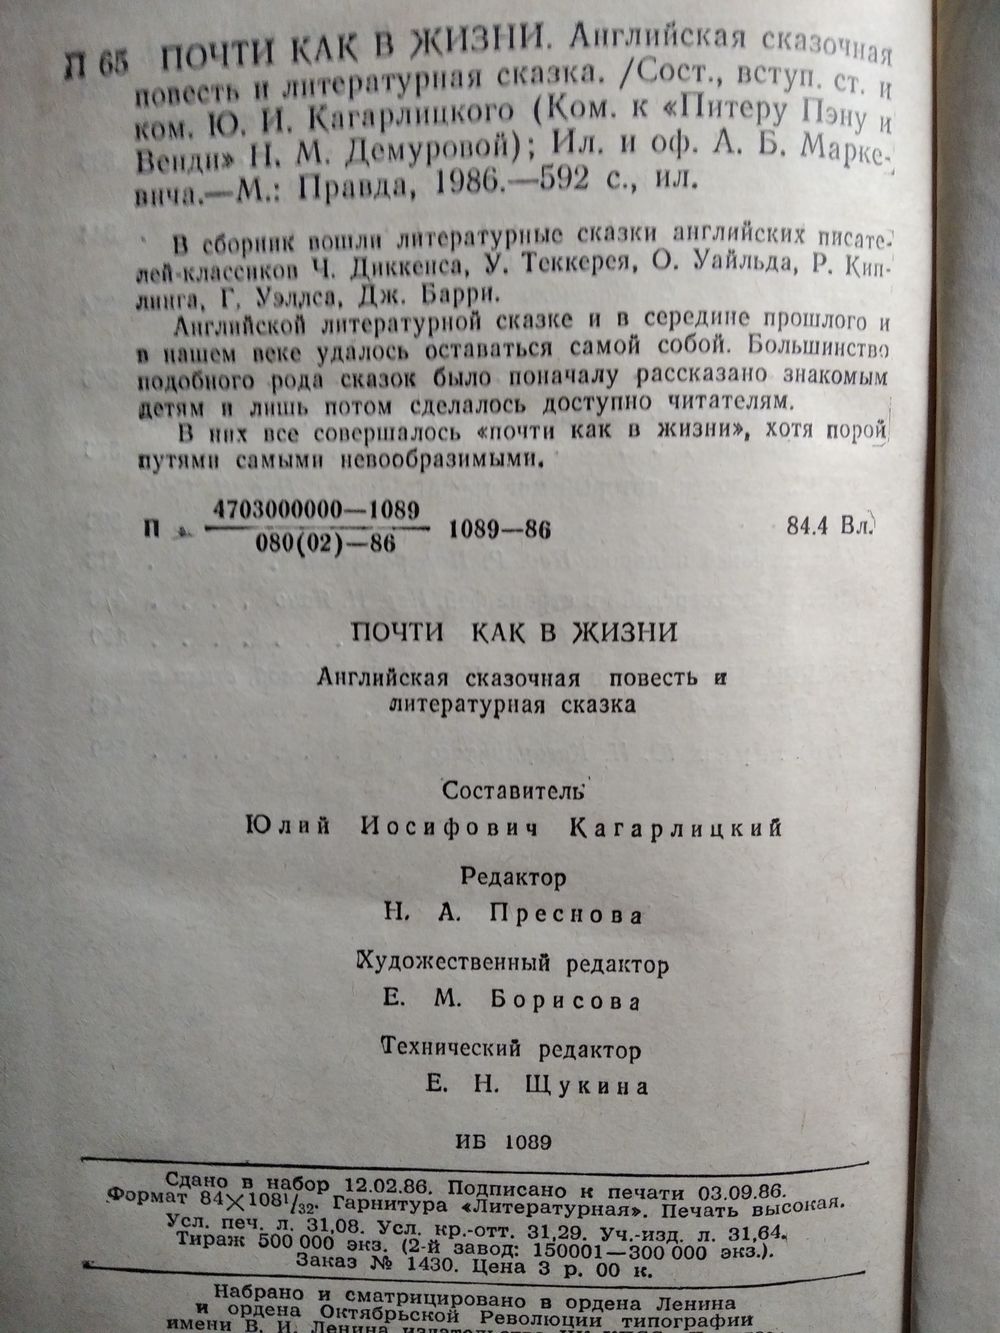 П 65 ПОЧТИ КАК В ЖИЗНИ. Английская сказочная
повесть и литературная сказка. /Сост., вступ. ст. и
ком. Ю. И. Кагарлицкого (Ком. к «Питеру Пэну и
Венди» Н. М. Демуровой); Ил. и оф. А. Б. Марке-
вича.—М.: Правда, 1986.—592 с., ил.
В сборник вошли литературные сказки английских писате-
лей-классиков Ч. Диккенса, У. Теккерея, О. Уайльда, Р. Кип-
линга, Г. Уэллса, Дж. Барри.
Английской литературной сказке и в середине прошлого и
в нашем веке удалось оставаться самой собой. Большинство
подобного рода сказок было поначалу рассказано знакомым
детям и лишь потом сделалось доступно читателям.
В них все совершалось «почти как в жизни», хотя порой
путями самыми невообразимыми.
4703000000—1089
П 1089—86 84.4 Вл.
080(02)—86
ПОЧТИ КАК В ЖИЗНИ
Английская сказочная повесть и
литературная сказка
Составитель
Юлий Иосифович Кагарлицкий
Редактор
Н. А. Преснова
Художественный редактор
Е. М. Борисова
Технический редактор
Е. Н. Щукина
ИБ 1089
Сдано в набор 12.02.86. Подписано к печати 03.09.86.
Формат 84×108¹/₃₂. Гарнитура «Литературная». Печать высокая.
Усл. печ. л. 31,08. Усл. кр.-отт. 31,29. Уч.-изд. л. 31,64.
Тираж 500 000 экз. (2-й завод: 150001—300 000 экз.).
Заказ № 1430. Цена 3 р. 00 к.
Набрано и сматрицировано в ордена Ленина
и ордена Октябрьской Революции типографии
имени В. И. Ленина издательства